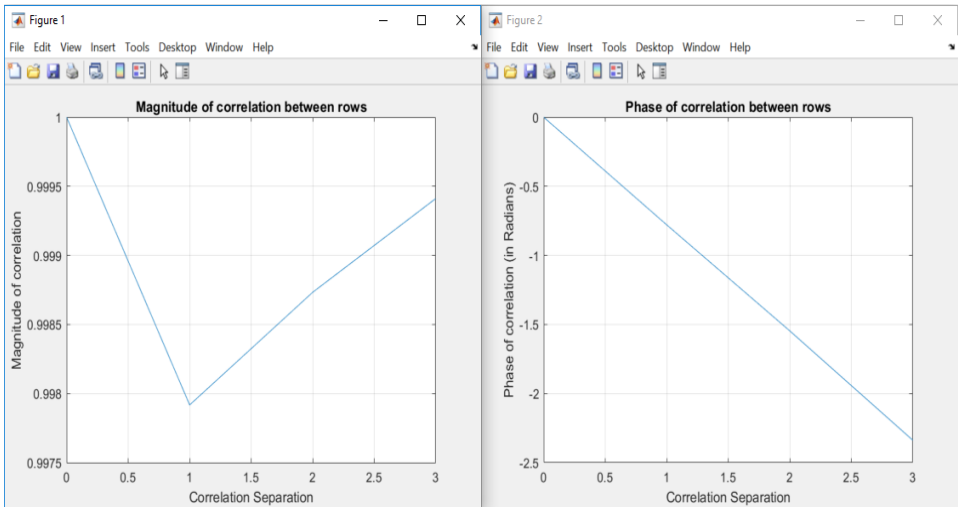 Figure 1
File Edit View Insert Tools Desktop Window Help
Magnitude of correlation between rows
Magnitude of correlation
1
0.9995
0.999
0.9985
0.998
0.9975
0 0.5 1 1.5 2 2.5 3
Correlation Separation
Figure 2
File Edit View Insert Tools Desktop Window Help
Phase of correlation between rows
Phase of correlation (in Radians)
0
-0.5
-1
-1.5
-2
-2.5
0 0.5 1 1.5 2 2.5 3
Correlation Separation